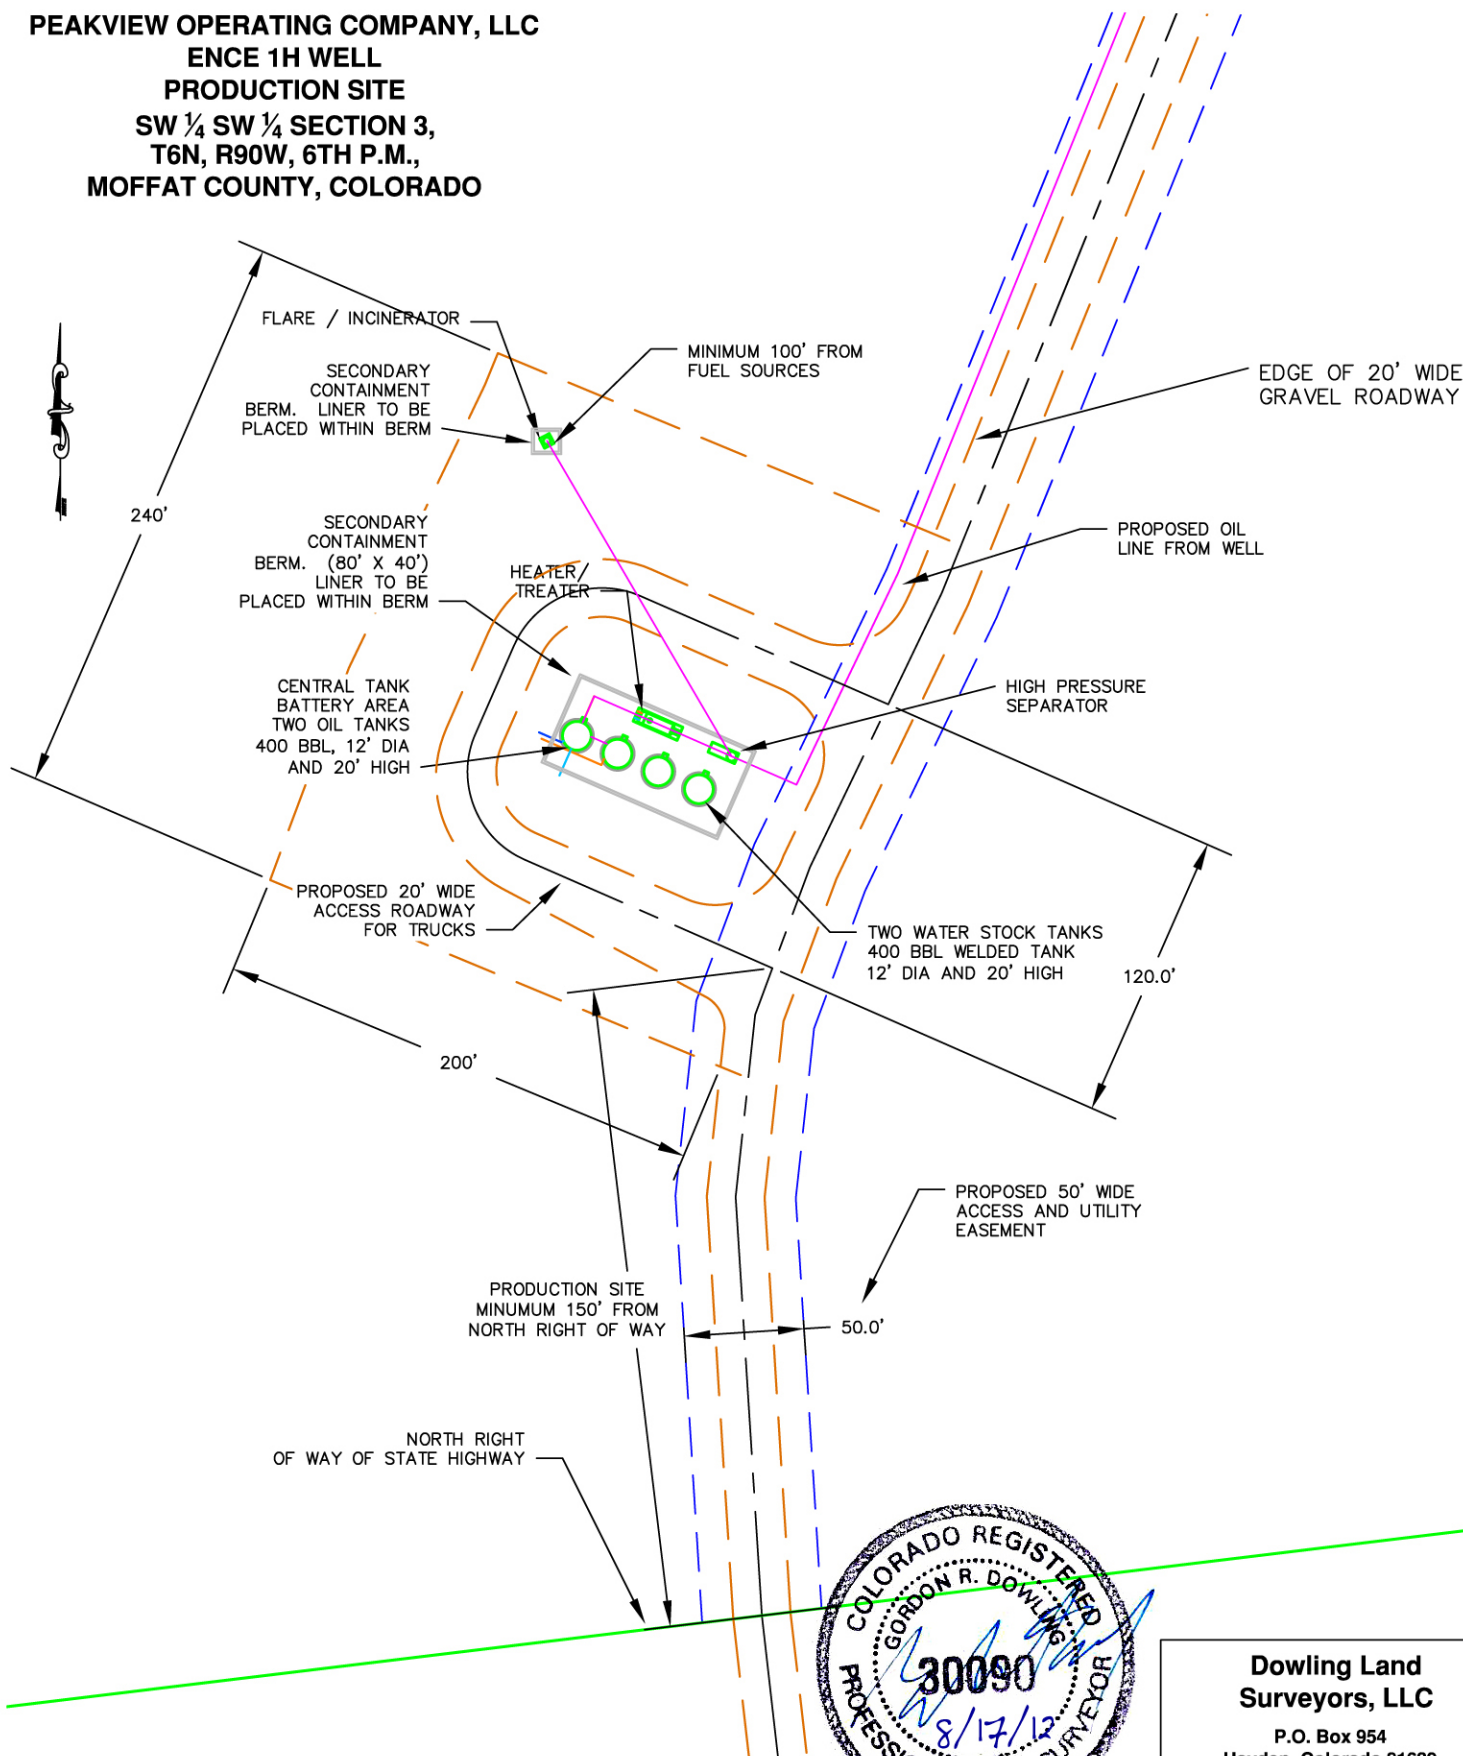 PEAKVIEW OPERATING COMPANY, LLC
ENCE 1H WELL
PRODUCTION SITE
SW ¼ SW ¼ SECTION 3,
T6N, R90W, 6TH P.M.,
MOFFAT COUNTY, COLORADO
FLARE / INCINERATOR
MINIMUM 100' FROM
FUEL SOURCES
SECONDARY
CONTAINMENT
BERM. LINER TO BE
PLACED WITHIN BERM
EDGE OF 20' WIDE
GRAVEL ROADWAY
240'
SECONDARY
CONTAINMENT
BERM. (80' X 40')
LINER TO BE
PLACED WITHIN BERM
HEATER/
TREATER
PROPOSED OIL
LINE FROM WELL
CENTRAL TANK
BATTERY AREA
TWO OIL TANKS
400 BBL, 12' DIA
AND 20' HIGH
HIGH PRESSURE
SEPARATOR
PROPOSED 20' WIDE
ACCESS ROADWAY
FOR TRUCKS
TWO WATER STOCK TANKS
400 BBL WELDED TANK
12' DIA AND 20' HIGH
120.0'
200'
PROPOSED 50' WIDE
ACCESS AND UTILITY
EASEMENT
PRODUCTION SITE
MINUMUM 150' FROM
NORTH RIGHT OF WAY
50.0'
NORTH RIGHT
OF WAY OF STATE HIGHWAY
COLORADO REGISTERED
GORDON R. DOWLING
30090
8/17/12
SURVEYOR
Dowling Land
Surveyors, LLC
P.O. Box 954